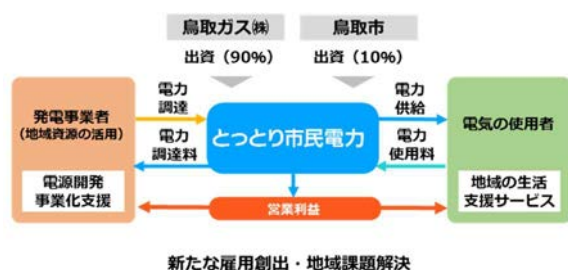 鳥取ガス㈱
鳥取市
出資（90%）
出資（10%）
発電事業者
（地域資源の活用）
電源開発
事業化支援
電力
調達
電力
調達料
とっとり市民電力
営業利益
電力
供給
電力
使用料
電気の使用者
地域の生活
支援サービス
新たな雇用創出・地域課題解決